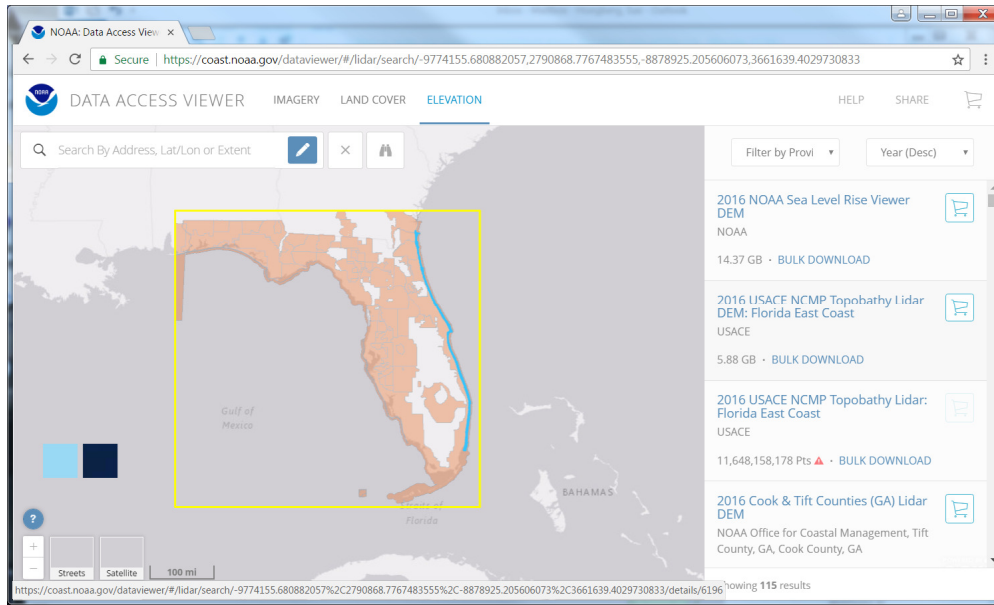 NOAA: Data Access View
Secure | https://coast.noaa.gov/dataviewer/#/lidar/search/-9774155.680882057,2790868.7767483555,-8878925.205606073,3661639.4029730833
NOAA
DATA ACCESS VIEWER IMAGERY LAND COVER ELEVATION HELP SHARE
Search By Address, Lat/Lon or Extent
Filter by Provi
Year (Desc)
2016 NOAA Sea Level Rise Viewer
DEM
NOAA
14.37 GB • BULK DOWNLOAD
2016 USACE NCMP Topobathy Lidar
DEM: Florida East Coast
USACE
5.88 GB • BULK DOWNLOAD
2016 USACE NCMP Topobathy Lidar:
Florida East Coast
USACE
11,648,158,178 Pts • BULK DOWNLOAD
2016 Cook & Tift Counties (GA) Lidar
DEM
NOAA Office for Coastal Management, Tift
County, GA, Cook County, GA
Showing 115 results
Gulf of
Mexico
BAHAMAS
Straits of
Florida
?
+
−
Streets
Satellite
100 mi
https://coast.noaa.gov/dataviewer/#/lidar/search/-9774155.680882057%2C2790868.7767483555%2C-8878925.205606073%2C3661639.4029730833/details/6196